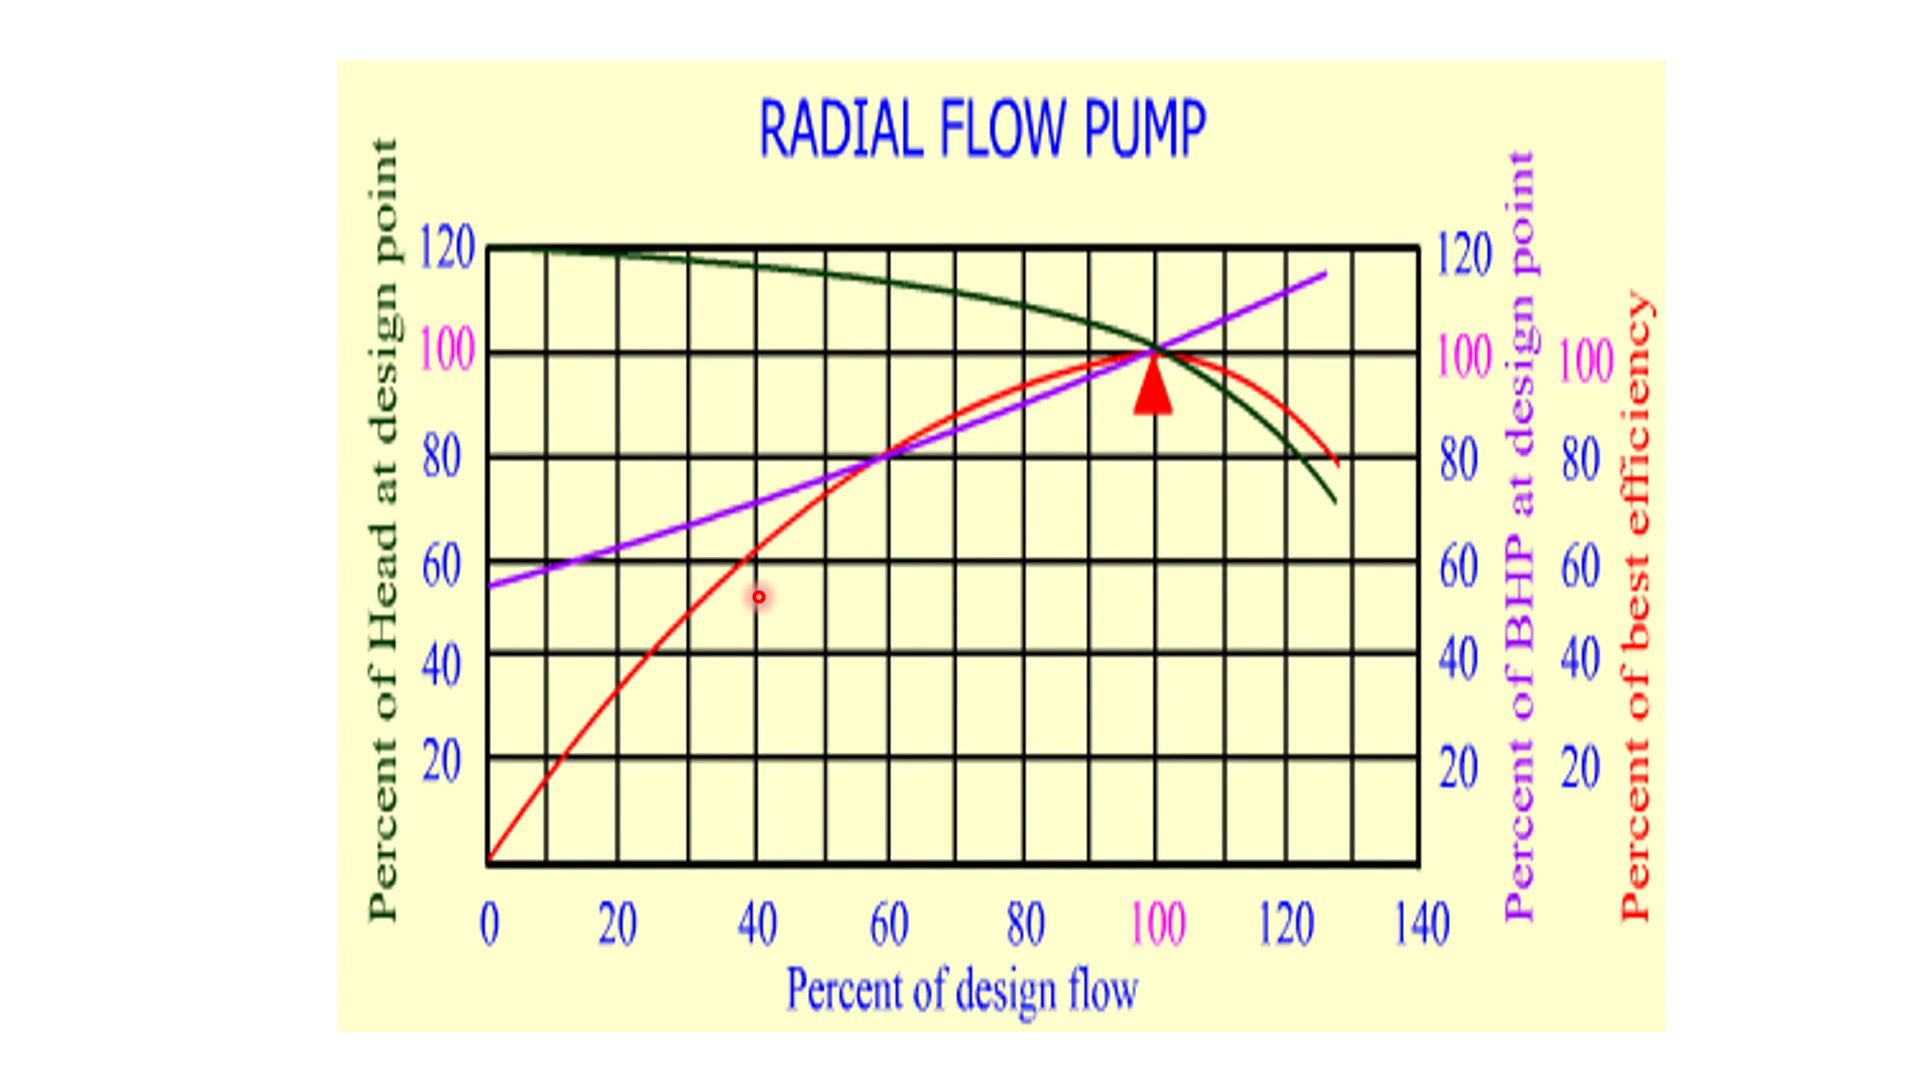 RADIAL FLOW PUMP
Percent of Head at design point
120
100
80
60
40
20
120
100
80
60
40
20
Percent of BHP at design point
100
80
60
40
20
Percent of best efficiency
0 20 40 60 80 100 120 140
Percent of design flow